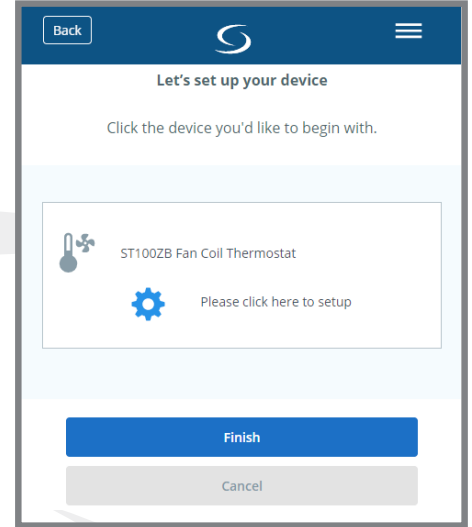 Back
Let's set up your device
Click the device you'd like to begin with.
ST100ZB Fan Coil Thermostat
Please click here to setup
Finish
Cancel